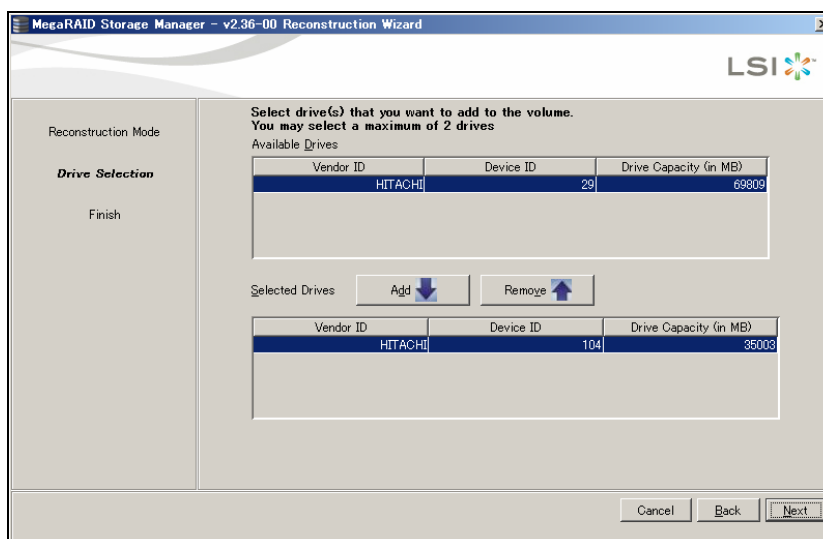 MegaRAID Storage Manager - v2.36-00 Reconstruction Wizard
LSI
Reconstruction Mode
Drive Selection
Finish
Select drive(s) that you want to add to the volume.
You may select a maximum of 2 drives
Available Drives
Vendor ID Device ID Drive Capacity (in MB)
HITACHI 29 69809
Selected Drives Add Remove
Vendor ID Device ID Drive Capacity (in MB)
HITACHI 104 35003
Cancel Back Next